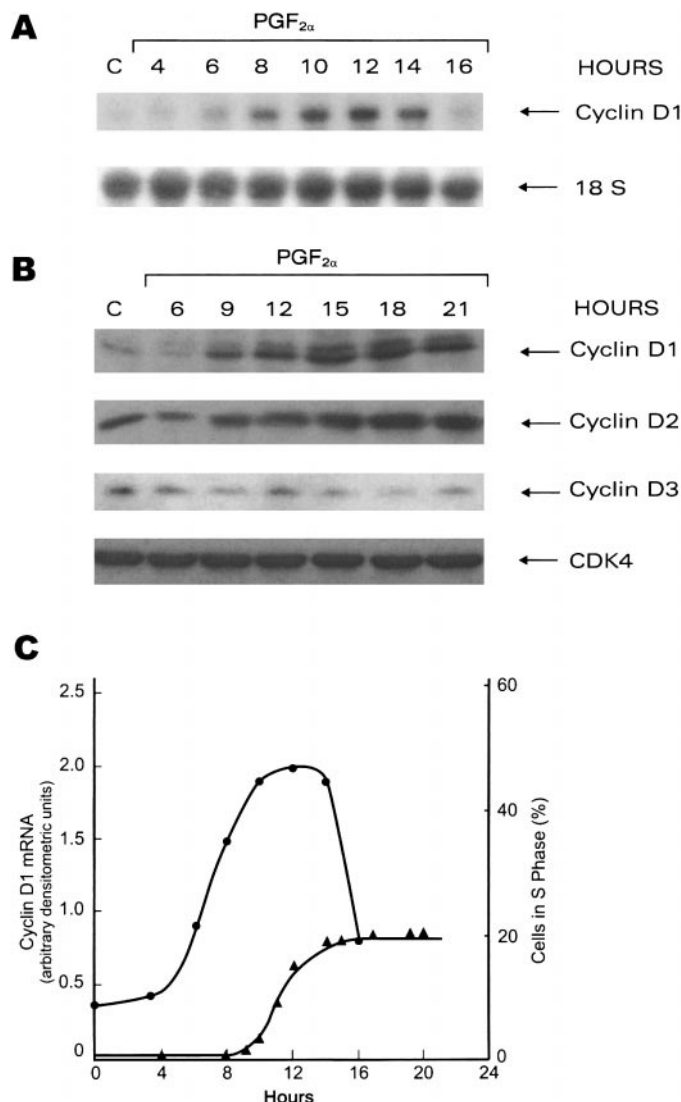 A
PGF2α
C 4 6 8 10 12 14 16 HOURS
Cyclin D1
18 S
B
PGF2α
C 6 9 12 15 18 21 HOURS
Cyclin D1
Cyclin D2
Cyclin D3
CDK4
C
2.5
2.0
1.5
1.0
0.5
0
Cyclin D1 mRNA
(arbitrary densitometric units)
60
40
20
0
Cells in S Phase (%)
0 4 8 12 16 20 24
Hours